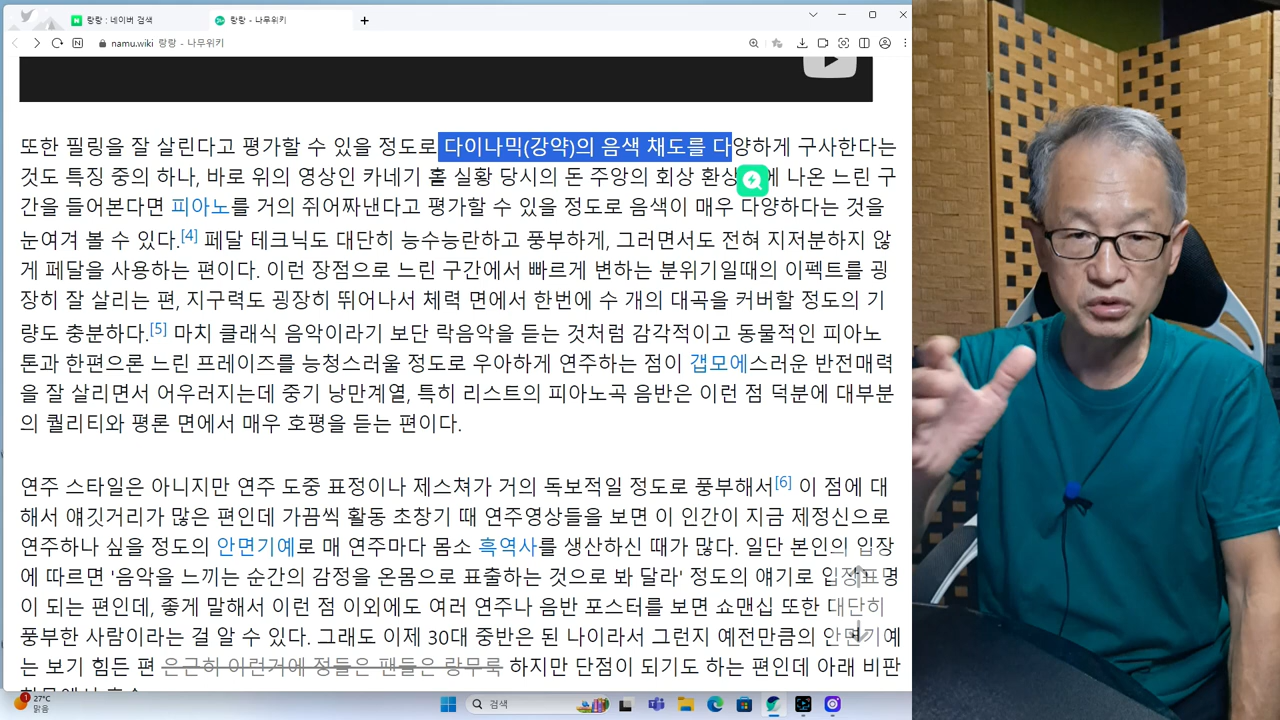 랑랑 : 네이버 검색
랑랑 - 나무위키
namu.wiki 랑랑 - 나무위키
또한 필링을 잘 살린다고 평가할 수 있을 정도로 다이나믹(강약)의 음색 채도를 다양하게 구사한다는
것도 특징 중의 하나, 바로 위의 영상인 카네기 홀 실황 당시의 돈 주앙의 회상 환상 에 나온 느린 구
간을 들어본다면 피아노를 거의 쥐어짜낸다고 평가할 수 있을 정도로 음색이 매우 다양하다는 것을
눈여겨 볼 수 있다.[4] 페달 테크닉도 대단히 능수능란하고 풍부하게, 그러면서도 전혀 지저분하지 않
게 페달을 사용하는 편이다. 이런 장점으로 느린 구간에서 빠르게 변하는 분위기일때의 이펙트를 굉
장히 잘 살리는 편, 지구력도 굉장히 뛰어나서 체력 면에서 한번에 수 개의 대곡을 커버할 정도의 기
량도 충분하다.[5] 마치 클래식 음악이라기 보단 락음악을 듣는 것처럼 감각적이고 동물적인 피아노
톤과 한편으론 느린 프레이즈를 능청스러울 정도로 우아하게 연주하는 점이 갭모에스러운 반전매력
을 잘 살리면서 어우러지는데 중기 낭만계열, 특히 리스트의 피아노곡 음반은 이런 점 덕분에 대부분
의 퀄리티와 평론 면에서 매우 호평을 듣는 편이다.
연주 스타일은 아니지만 연주 도중 표정이나 제스쳐가 거의 독보적일 정도로 풍부해서[6] 이 점에 대
해서 얘깃거리가 많은 편인데 가끔씩 활동 초창기 때 연주영상들을 보면 이 인간이 지금 제정신으로
연주하나 싶을 정도의 안면기예로 매 연주마다 몸소 흑역사를 생산하신 때가 많다. 일단 본인의 입장
에 따르면 '음악을 느끼는 순간의 감정을 온몸으로 표출하는 것으로 봐 달라' 정도의 얘기로 입장표명
이 되는 편인데, 좋게 말해서 이런 점 이외에도 여러 연주나 음반 포스터를 보면 쇼맨십 또한 대단히
풍부한 사람이라는 걸 알 수 있다. 그래도 이제 30대 중반은 된 나이라서 그런지 예전만큼의 안면기예
는 보기 힘든 편 은근히 이런거에 정들은 팬들은 랑무룩 하지만 단점이 되기도 하는 편인데 아래 비판
27°C
맑음
검색